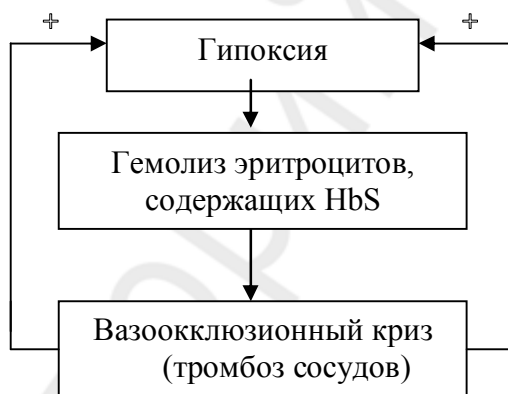 + +
Гипоксия
Гемолиз эритроцитов,
содержащих HbS
Вазоокклюзионный криз
(тромбоз сосудов)